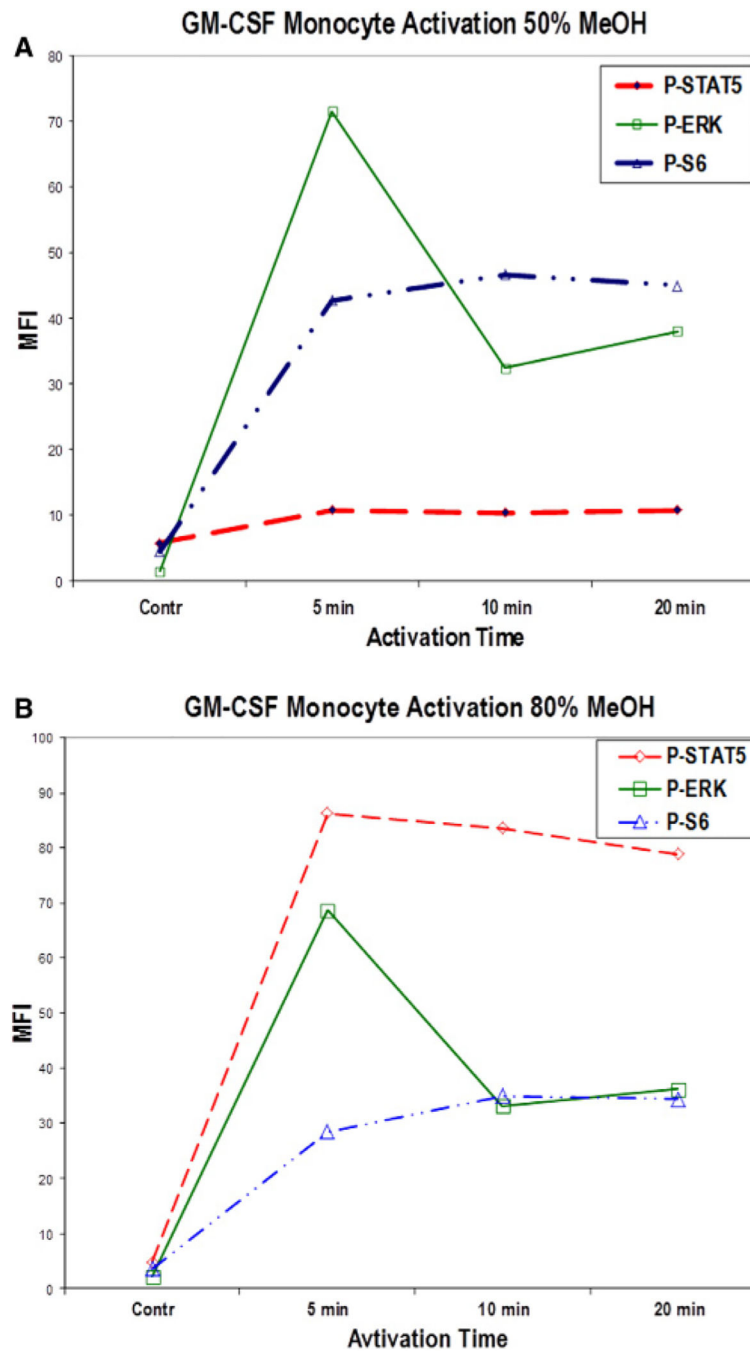 A
GM-CSF Monocyte Activation 50% MeOH
80
70
60
50
40
30
20
10
0
MFI
P-STAT5
P-ERK
P-S6
Contr 5 min 10 min 20 min
Activation Time
B
GM-CSF Monocyte Activation 80% MeOH
100
90
80
70
60
50
40
30
20
10
0
MFI
P-STAT5
P-ERK
P-S6
Contr 5 min 10 min 20 min
Avtivation Time